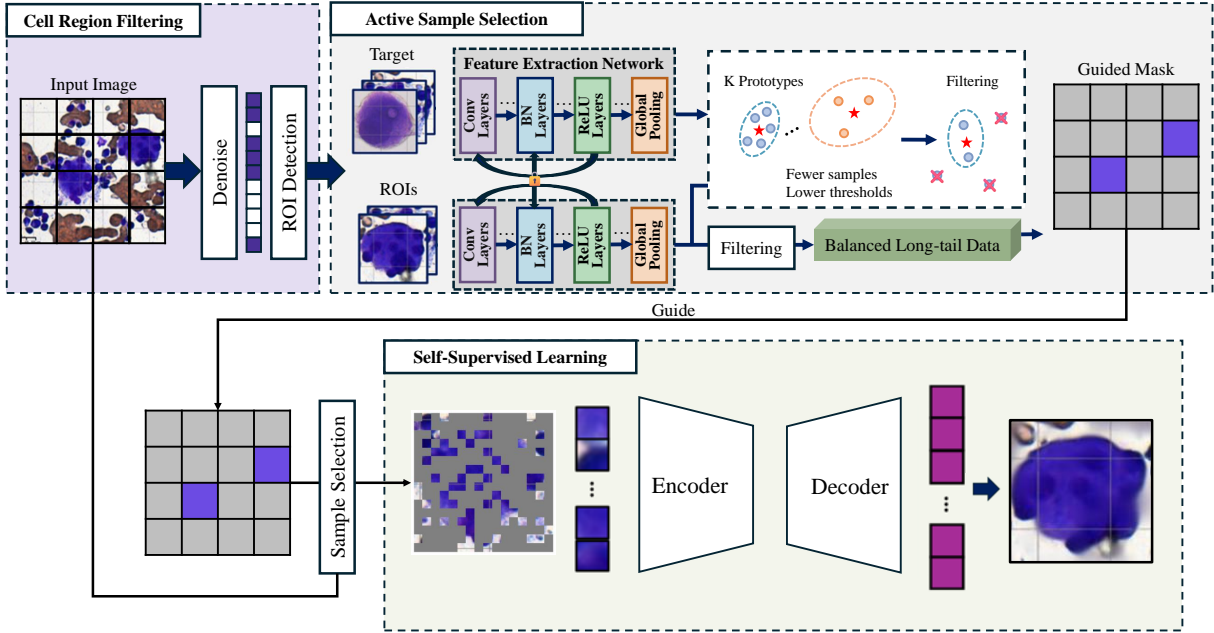 Cell Region Filtering
Input Image
Denoise
ROI Detection
Active Sample Selection
Target
ROIs
Feature Extraction Network
Conv
Layers
BN
Layers
ReLU
Layers
Global
Pooling
Conv
Layers
BN
Layers
ReLU
Layers
Global
Pooling
K Prototypes
Filtering
Fewer samples
Lower thresholds
Filtering
Balanced Long-tail Data
Guided Mask
Guide
Self-Supervised Learning
Sample Selection
Encoder
Decoder